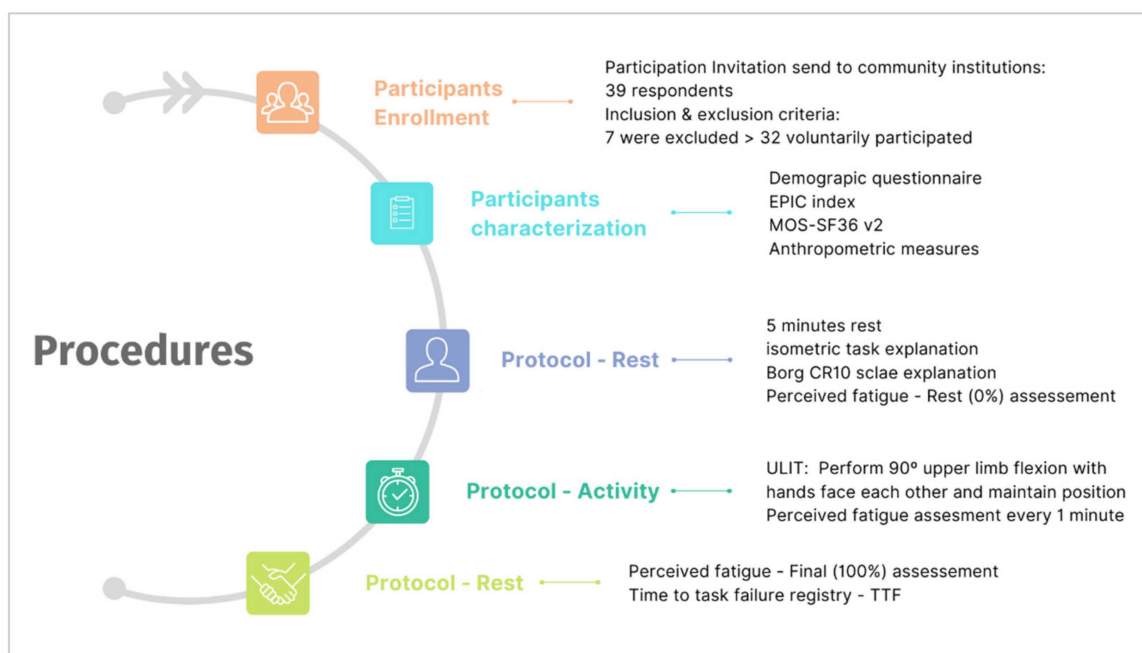 Procedures
Participants
Enrollment
Participation Invitation send to community institutions:
39 respondents
Inclusion & exclusion criteria:
7 were excluded > 32 voluntarily participated
Participants
characterization
Demograpic questionnaire
EPIC index
MOS-SF36 v2
Anthropometric measures
Protocol - Rest
5 minutes rest
isometric task explanation
Borg CR10 sclae explanation
Perceived fatigue - Rest (0%) assessement
Protocol - Activity
ULIT: Perform 90º upper limb flexion with
hands face each other and maintain position
Perceived fatigue assesment every 1 minute
Protocol - Rest
Perceived fatigue - Final (100%) assessement
Time to task failure registry - TTF